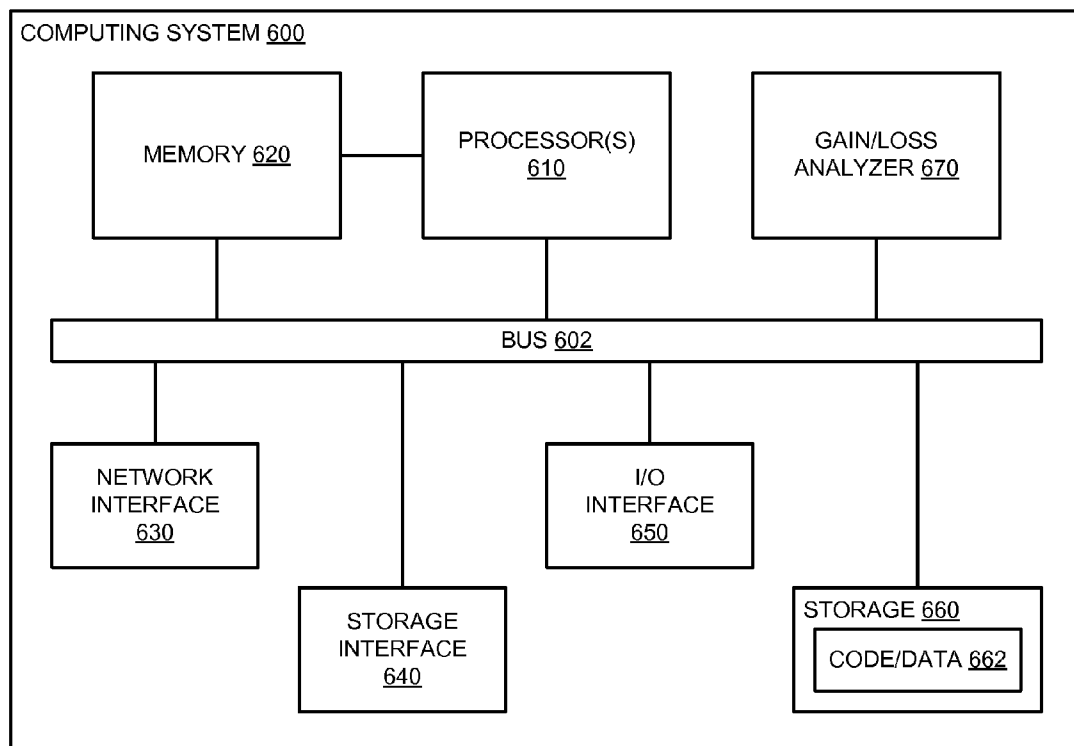 COMPUTING SYSTEM 600
MEMORY 620
PROCESSOR(S)
610
GAIN/LOSS
ANALYZER 670
BUS 602
NETWORK
INTERFACE
630
I/O
INTERFACE
650
STORAGE
INTERFACE
640
STORAGE 660
CODE/DATA 662